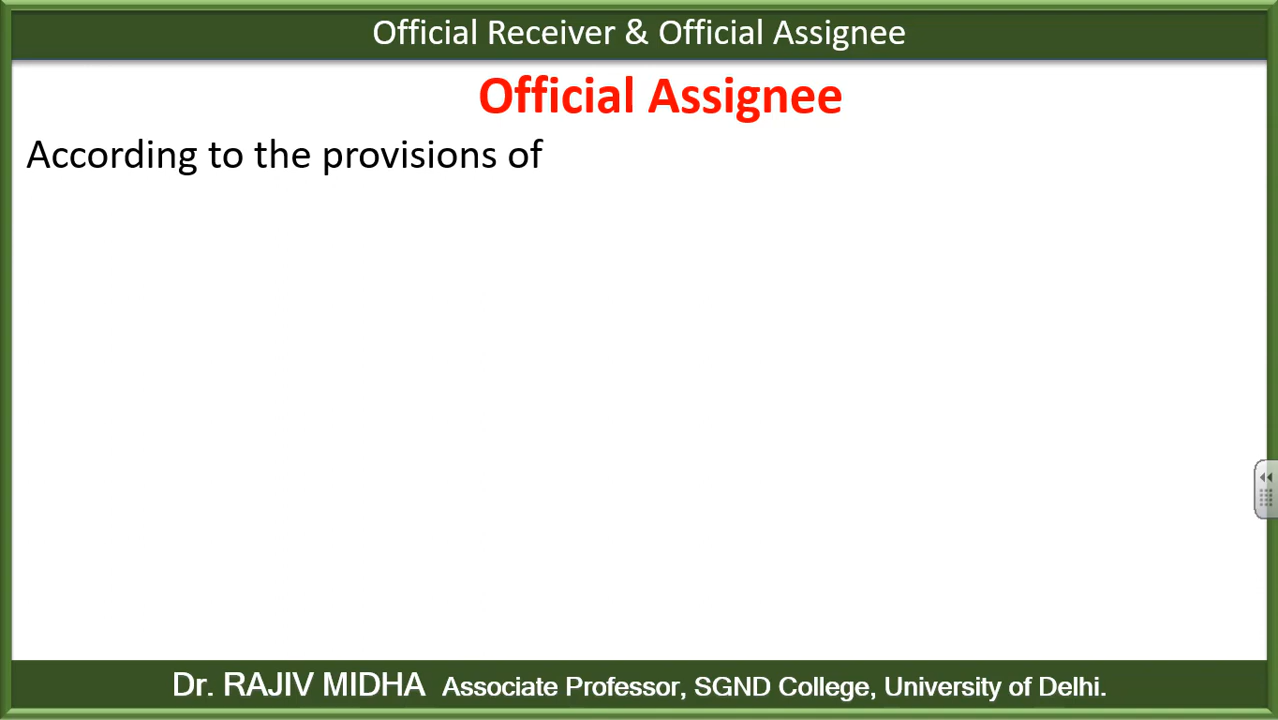 Official Receiver & Official Assignee
Official Assignee
According to the provisions of
Dr. RAJIV MIDHA Associate Professor, SGND College, University of Delhi.